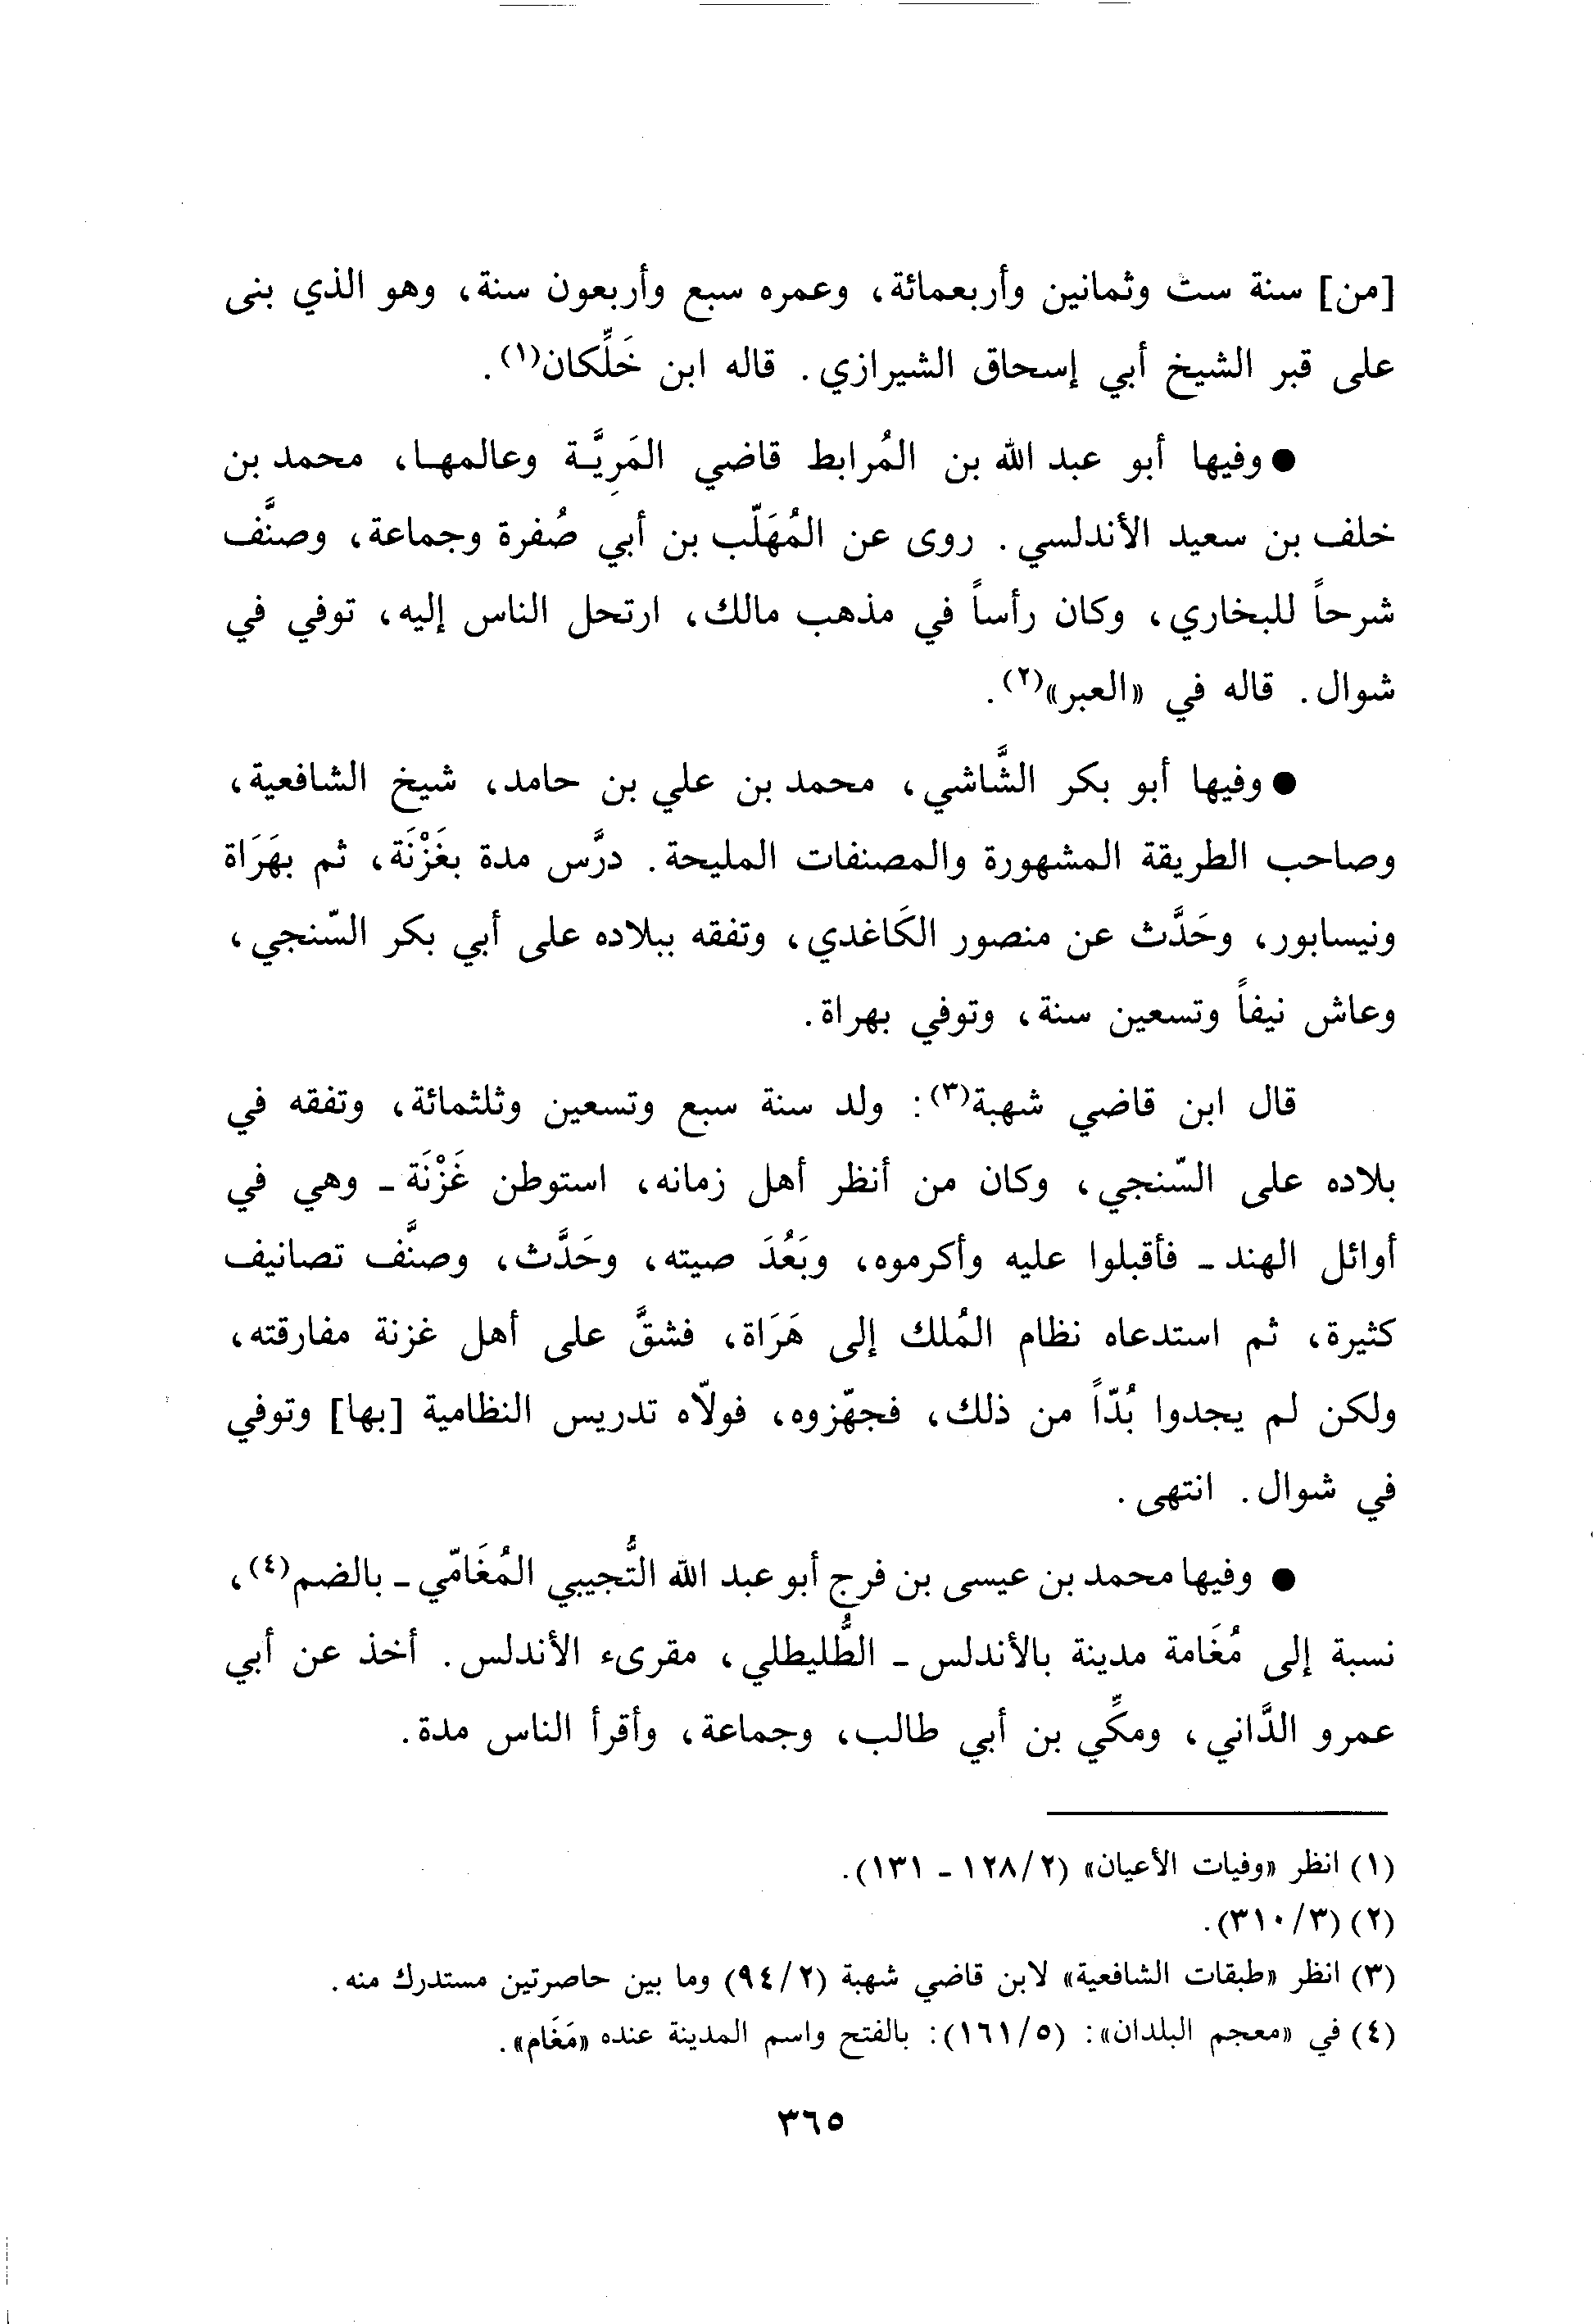 [من] سنة ست وثمانين وأربعمائة، وعمره سبع وأربعون سنة، وهو الذي بنى
على قبر الشيخ أبي إسحاق الشيرازي. قاله ابن خَلِّكان(١).
● وفيها أبو عبد الله بن المُرابط قاضي المَرِيَّـة وعالمهـا، محمد بن
خلف بن سعيد الأندلسي. روى عن المُهَلّب بن أبي صُفرة وجماعة، وصنَّف
شرحاً للبخاري، وكان رأساً في مذهب مالك، ارتحل الناس إليه، توفي في
شوال. قاله في «العبر»(٢).
● وفيها أبو بكر الشَّاشي، محمد بن علي بن حامد، شيخ الشافعية،
وصاحب الطريقة المشهورة والمصنفات المليحة. درَّس مدة بغَزْنَة، ثم بهَرَاة
ونيسابور، وحَدَّث عن منصور الكَاغدي، وتفقه ببلاده على أبي بكر السّنجي،
وعاش نيفاً وتسعين سنة، وتوفي بهراة.
قال ابن قاضي شهبة(٣): ولد سنة سبع وتسعين وثلثمائة، وتفقه في
بلاده على السّنجي، وكان من أنظر أهل زمانه، استوطن غَزْنَة - وهي في
أوائل الهند - فأقبلوا عليه وأكرموه، وبَعُدَ صيته، وحَدَّث، وصنَّف تصانيف
كثيرة، ثم استدعاه نظام المُلك إلى هَرَاة، فشقَّ على أهل غزنة مفارقته،
ولكن لم يجدوا بُدّاً من ذلك، فجهّزوه، فولاّه تدريس النظامية [بها] وتوفي
في شوال. انتهى.
● وفيها محمد بن عيسى بن فرج أبو عبد الله التُّجيبي المُغَامّي - بالضم(٤)،
نسبة إلى مُغَامة مدينة بالأندلس - الطُّليطلي، مقرىء الأندلس. أخذ عن أبي
عمرو الدَّاني، ومكِّي بن أبي طالب، وجماعة، وأقرأ الناس مدة.
(١) انظر «وفيات الأعيان» (٢/ ١٢٨ - ١٣١).
(٢) (٣/ ٣١٠).
(٣) انظر «طبقات الشافعية» لابن قاضي شهبة (٢/ ٩٤) وما بين حاصرتين مستدرك منه.
(٤) في «معجم البلدان»: (٥/ ١٦١): بالفتح واسم المدينة عنده «مَغَام».
٣٦٥